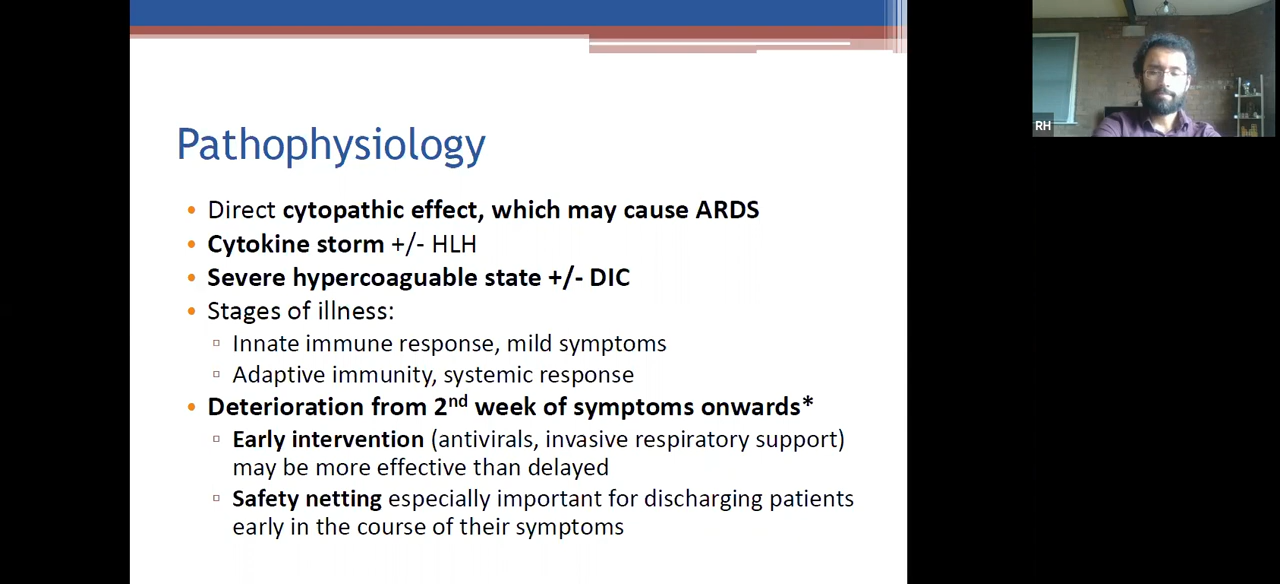 Pathophysiology
• Direct cytopathic effect, which may cause ARDS
• Cytokine storm +/- HLH
• Severe hypercoaguable state +/- DIC
• Stages of illness:
▫ Innate immune response, mild symptoms
▫ Adaptive immunity, systemic response
• Deterioration from 2nd week of symptoms onwards*
▫ Early intervention (antivirals, invasive respiratory support)
may be more effective than delayed
▫ Safety netting especially important for discharging patients
early in the course of their symptoms
RH